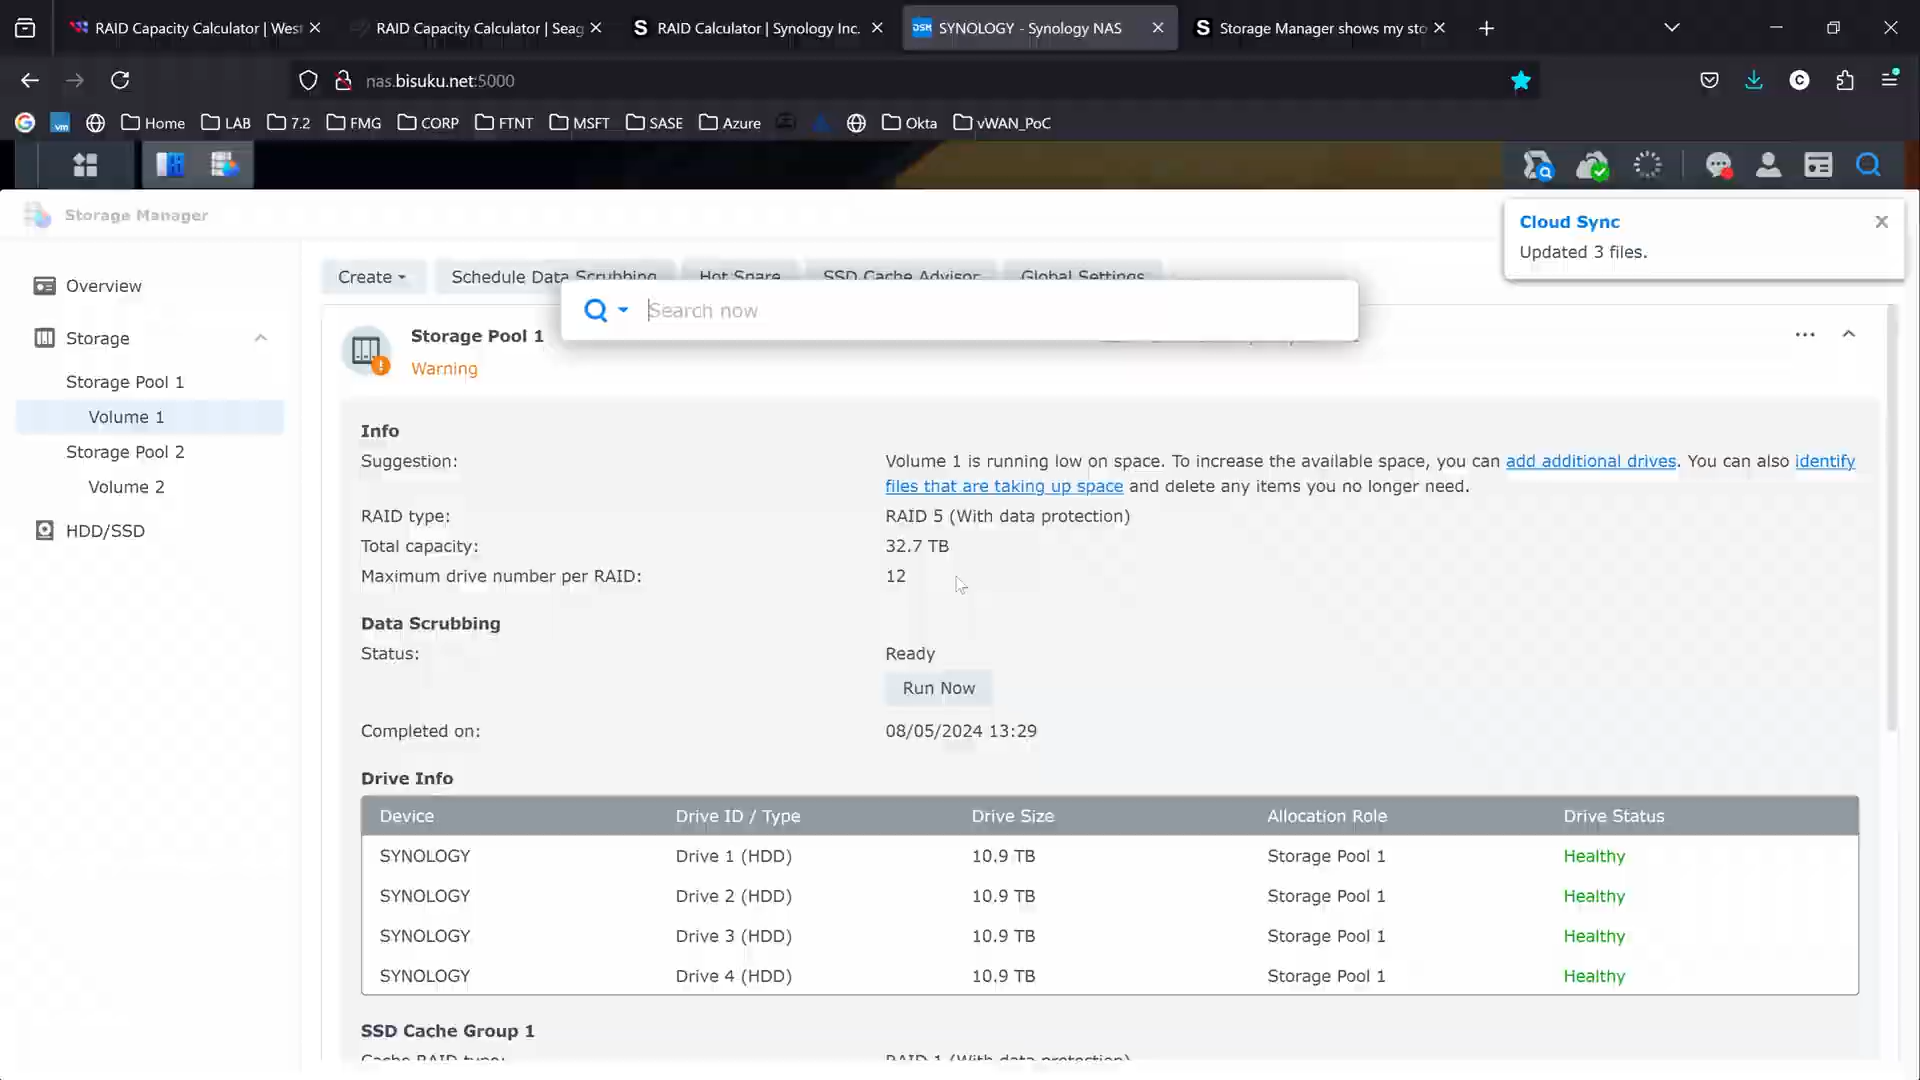 RAID Capacity Calculator | West
RAID Capacity Calculator | Seag
RAID Calculator | Synology Inc.
DSM
SYNOLOGY - Synology NAS
Storage Manager shows my sto
nas.bisuku.net:5000
C
G
vm
Home
LAB
7.2
FMG
CORP
FTNT
MSFT
SASE
Azure
Okta
vWAN_PoC
Storage Manager
Cloud Sync
Updated 3 files.
Overview
Storage
Storage Pool 1
Volume 1
Storage Pool 2
Volume 2
HDD/SSD
Create
Schedule Data Scrubbing
Hot Spare
SSD Cache Advisor
Global Settings
Search now
Storage Pool 1
Warning
Info
Suggestion:
Volume 1 is running low on space. To increase the available space, you can add additional drives. You can also identify
files that are taking up space and delete any items you no longer need.
RAID type:
RAID 5 (With data protection)
Total capacity:
32.7 TB
Maximum drive number per RAID:
12
Data Scrubbing
Status:
Ready
Run Now
Completed on:
08/05/2024 13:29
Drive Info
Device Drive ID / Type Drive Size Allocation Role Drive Status
SYNOLOGY Drive 1 (HDD) 10.9 TB Storage Pool 1 Healthy
SYNOLOGY Drive 2 (HDD) 10.9 TB Storage Pool 1 Healthy
SYNOLOGY Drive 3 (HDD) 10.9 TB Storage Pool 1 Healthy
SYNOLOGY Drive 4 (HDD) 10.9 TB Storage Pool 1 Healthy
SSD Cache Group 1
Cache RAID type:
RAID 1 (With data protection)